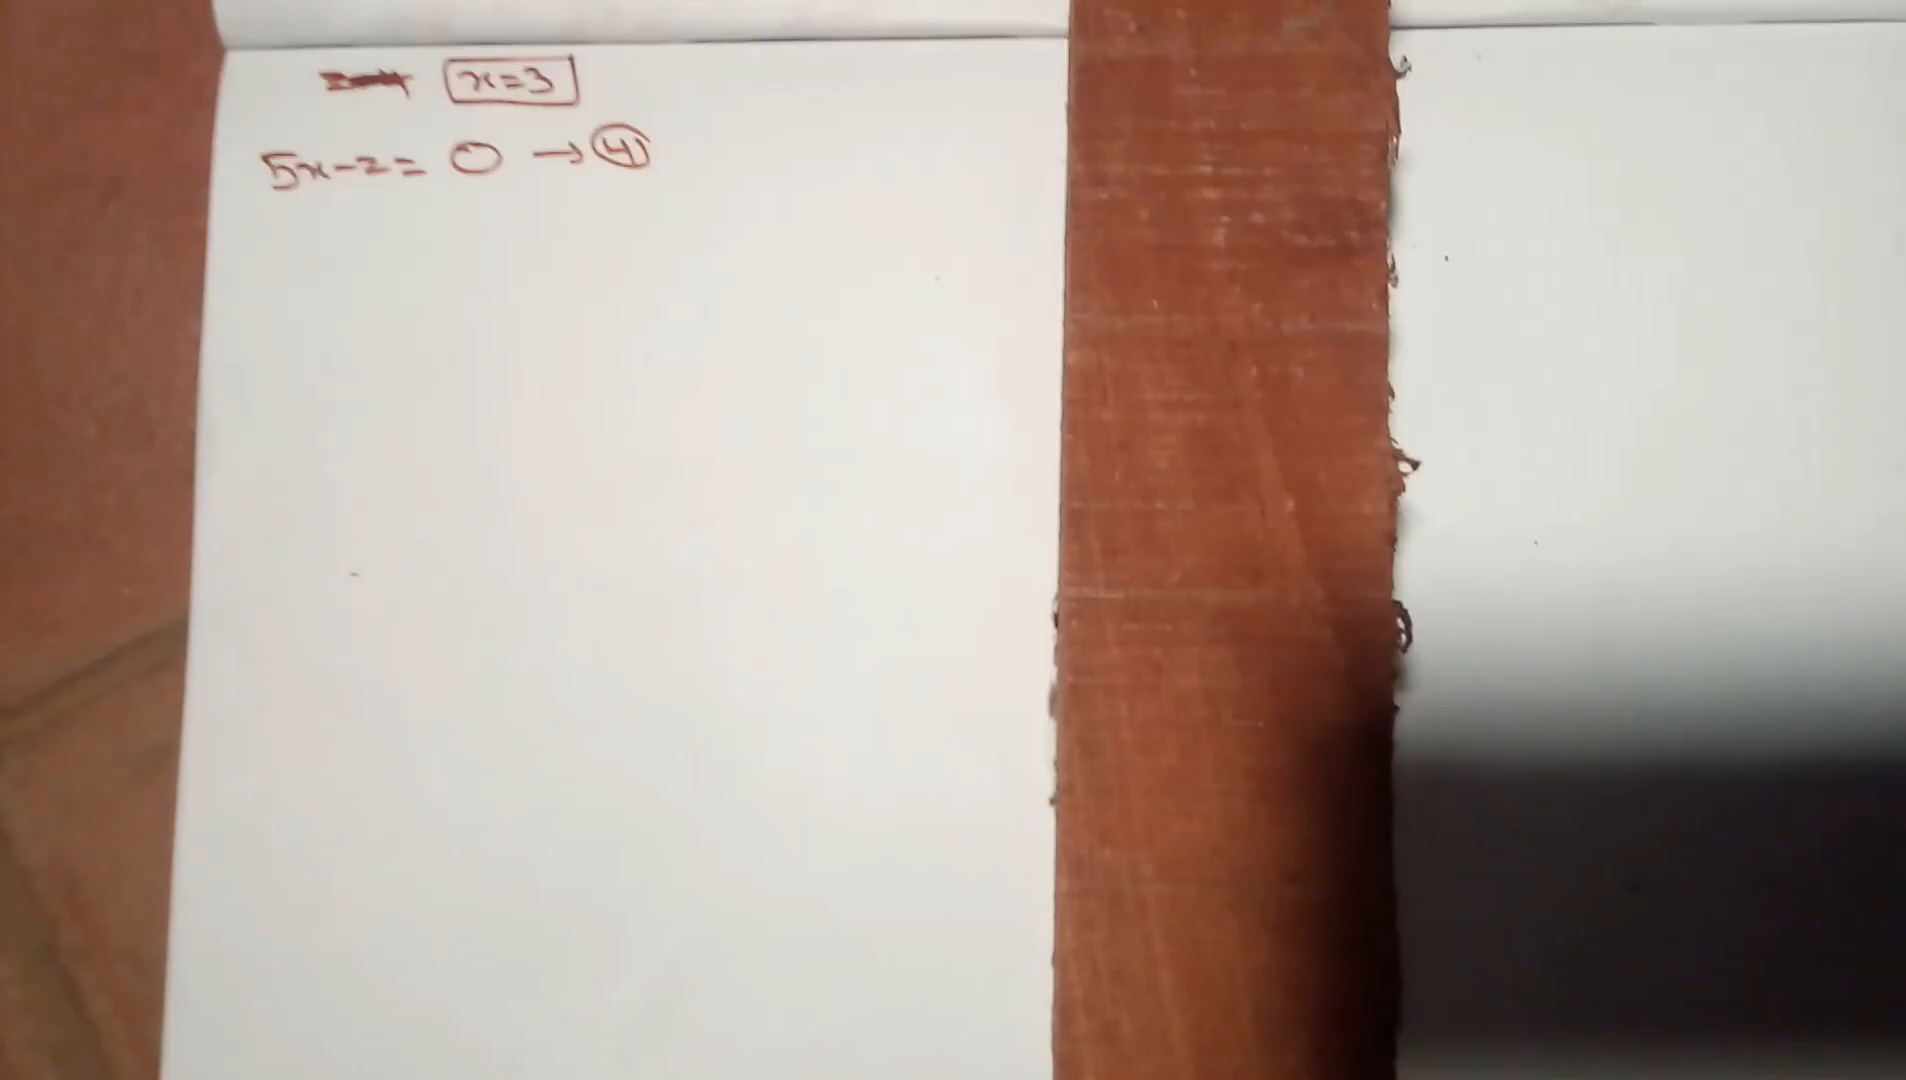 x=3
5x-2= 0 → 4